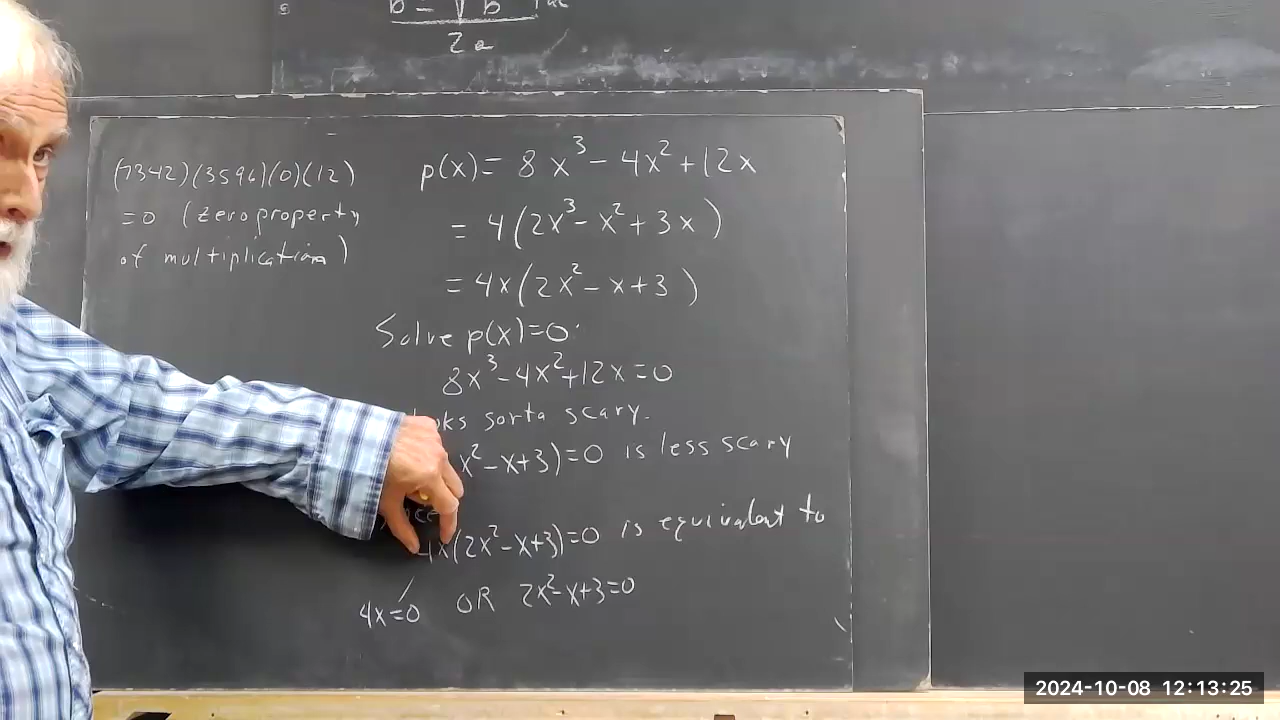 2a
(7342)(3596)(0)(12)
=0 (zero property
of multiplication)
p(x)= 8x³ - 4x² + 12x
= 4(2x³ - x² + 3x)
= 4x(2x² - x + 3)
Solve p(x)=0.
8x³-4x²+12x=0
sorta scary.
x²-x+3)=0 is less scary
4x(2x²-x+3)=0 is equivalent to
4x=0 OR 2x²-x+3=0
2024-10-08 12:13:25